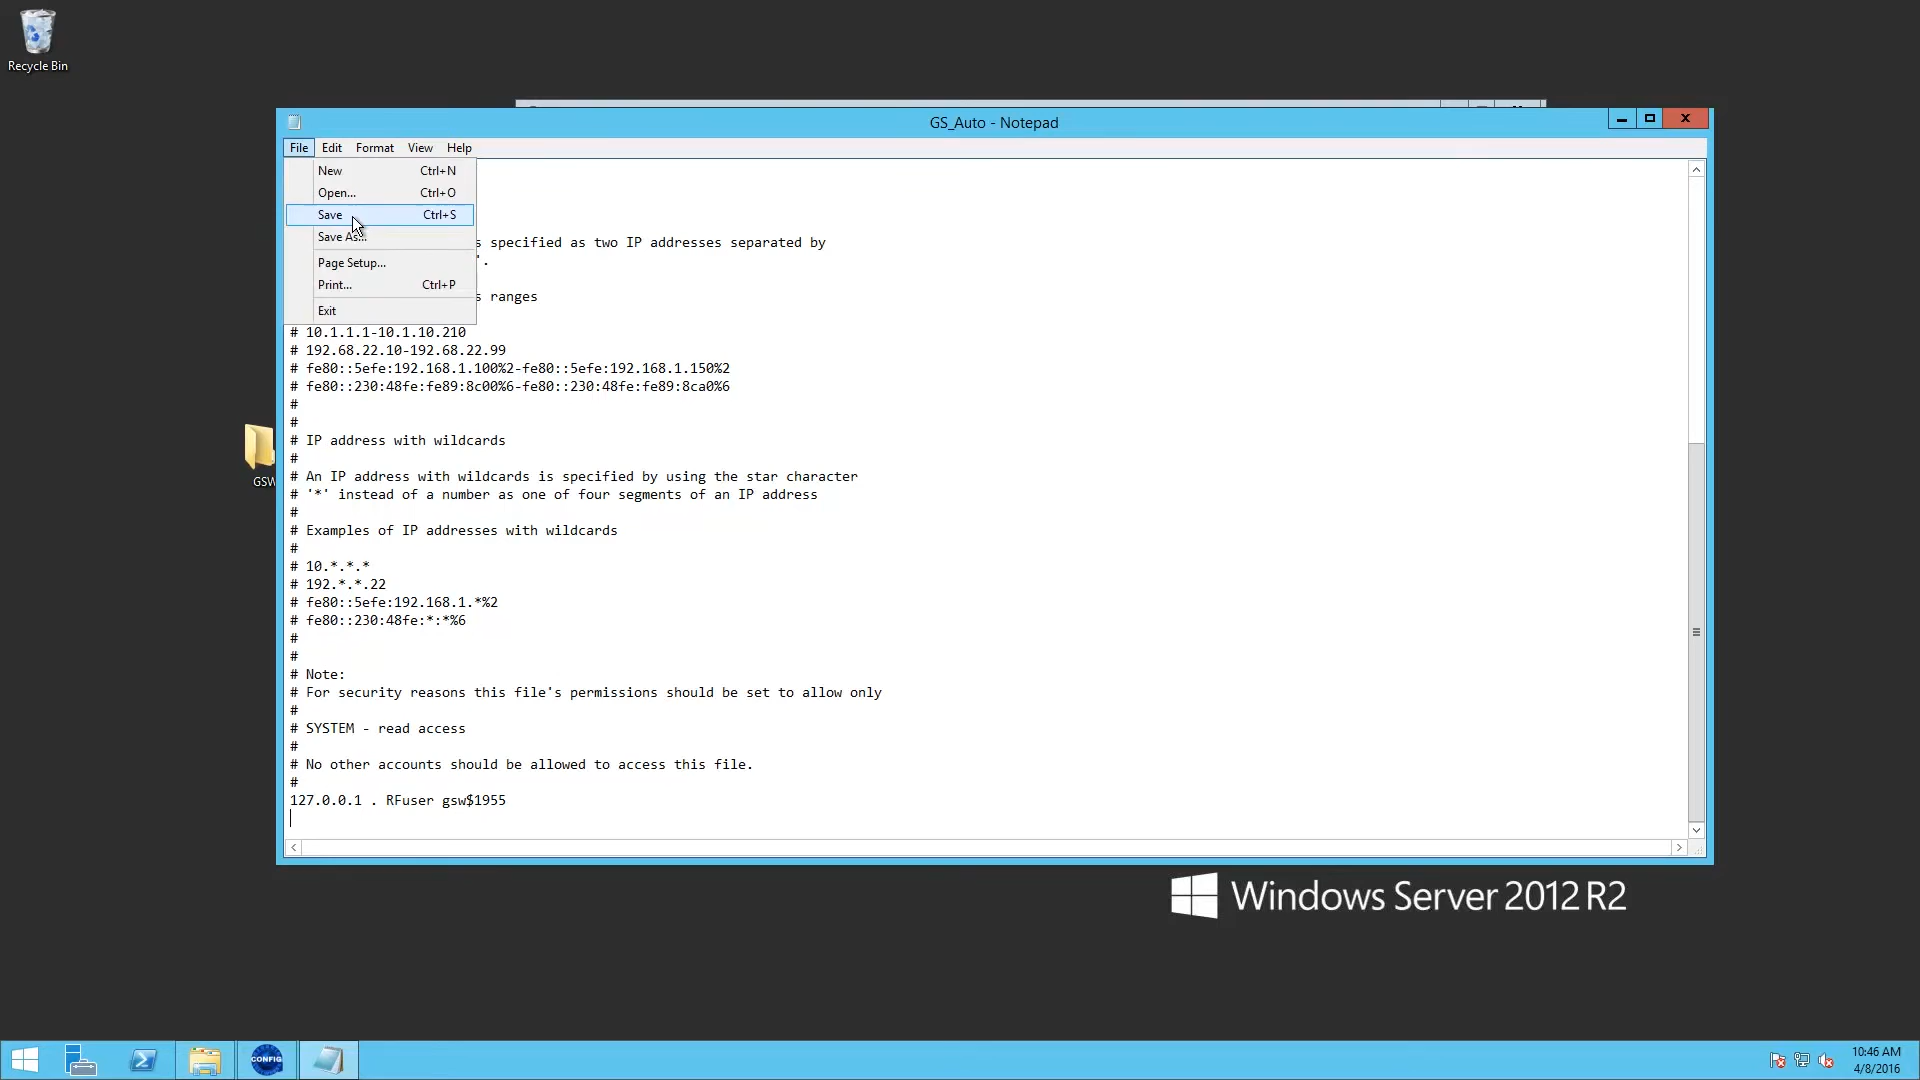 Recycle Bin
GS_Auto - Notepad
File Edit Format View Help
New Ctrl+N
Open... Ctrl+O
Save Ctrl+S
Save As...
Page Setup...
Print... Ctrl+P
Exit
s specified as two IP addresses separated by
'.
s ranges
# 10.1.1.1-10.1.10.210
# 192.68.22.10-192.68.22.99
# fe80::5efe:192.168.1.100%2-fe80::5efe:192.168.1.150%2
# fe80::230:48fe:fe89:8c00%6-fe80::230:48fe:fe89:8ca0%6
#
#
# IP address with wildcards
#
# An IP address with wildcards is specified by using the star character
# '*' instead of a number as one of four segments of an IP address
#
# Examples of IP addresses with wildcards
#
# 10.*.*.*
# 192.*.*.22
# fe80::5efe:192.168.1.*%2
# fe80::230:48fe:*:*%6
#
#
# Note:
# For security reasons this file's permissions should be set to allow only
#
# SYSTEM - read access
#
# No other accounts should be allowed to access this file.
#
127.0.0.1 . RFuser gsw$1955
GSW
Windows Server 2012 R2
CONFIG
10:46 AM
4/8/2016